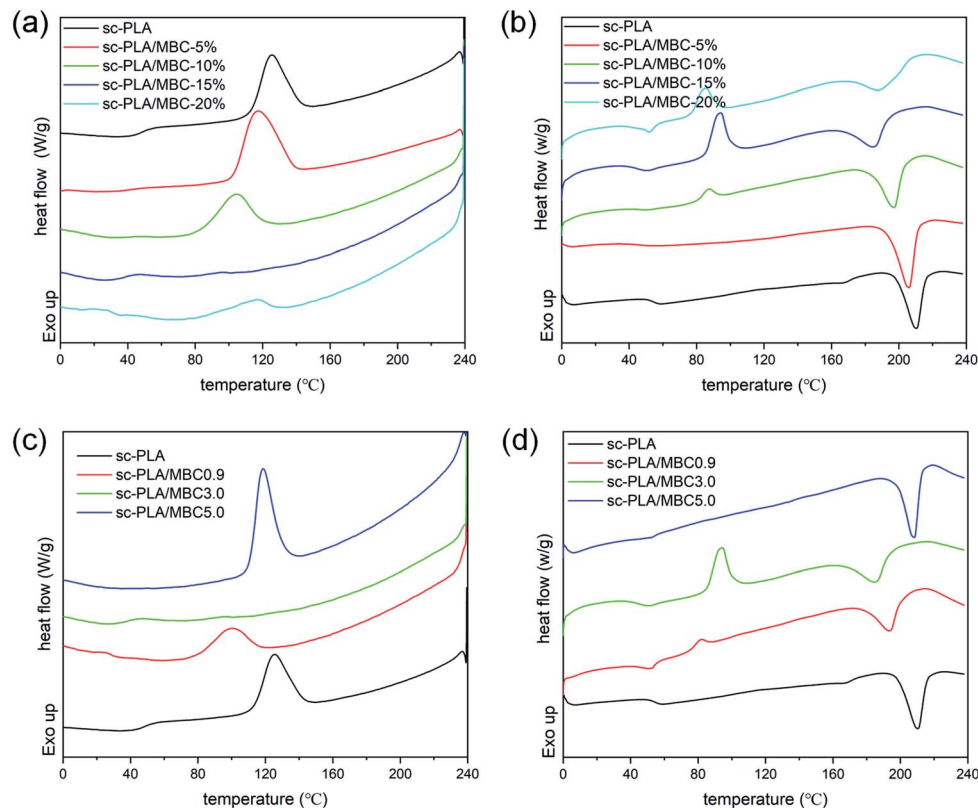 (a)
sc-PLA
sc-PLA/MBC-5%
sc-PLA/MBC-10%
sc-PLA/MBC-15%
sc-PLA/MBC-20%
heat flow (W/g)
Exo up
0 40 80 120 160 200 240
temperature (℃)
(b)
sc-PLA
sc-PLA/MBC-5%
sc-PLA/MBC-10%
sc-PLA/MBC-15%
sc-PLA/MBC-20%
Heat flow (w/g)
Exo up
0 40 80 120 160 200 240
temperature (℃)
(c)
sc-PLA
sc-PLA/MBC0.9
sc-PLA/MBC3.0
sc-PLA/MBC5.0
heat flow (W/g)
Exo up
0 40 80 120 160 200 240
temperature (℃)
(d)
sc-PLA
sc-PLA/MBC0.9
sc-PLA/MBC3.0
sc-PLA/MBC5.0
heat flow (w/g)
Exo up
0 40 80 120 160 200 240
temperature (℃)